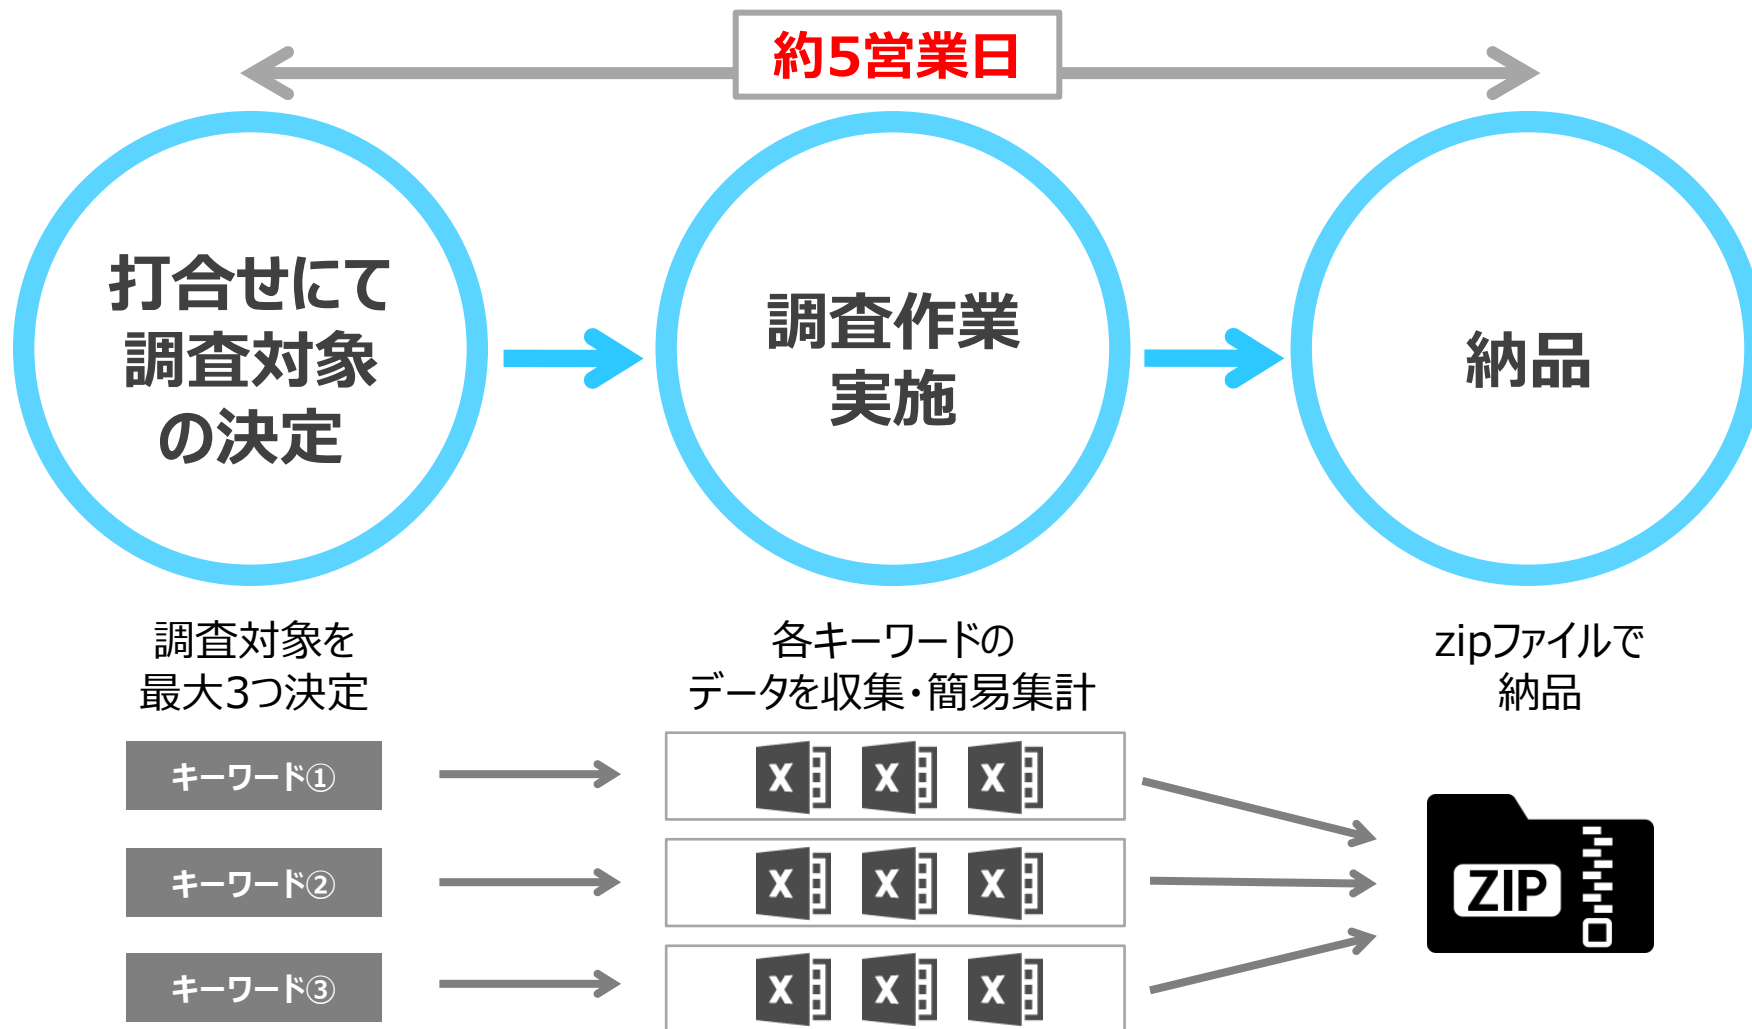 約5営業日
打合せにて
調査対象
の決定
調査作業
実施
納品
調査対象を
最大3つ決定
各キーワードの
データを収集・簡易集計
zipファイルで
納品
キーワード①
キーワード②
キーワード③
X X X
X X X
X X X
ZIP